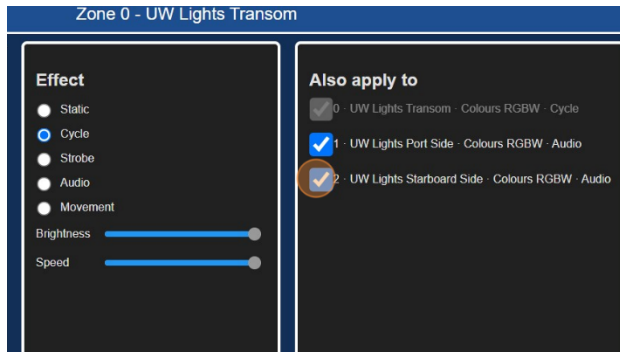 Zone 0 - UW Lights Transom
Effect
Static
Cycle
Strobe
Audio
Movement
Brightness
Speed
Also apply to
0 · UW Lights Transom · Colours RGBW · Cycle
1 · UW Lights Port Side · Colours RGBW · Audio
2 · UW Lights Starboard Side · Colours RGBW · Audio